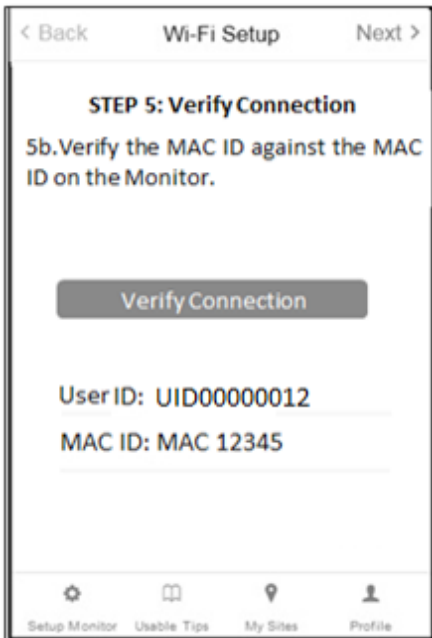 < Back Wi-Fi Setup Next >
STEP 5: Verify Connection
5b.Verify the MAC ID against the MAC
ID on the Monitor.
Verify Connection
User ID: UID00000012
MAC ID: MAC 12345
Setup Monitor Usable Tips My Sites Profile